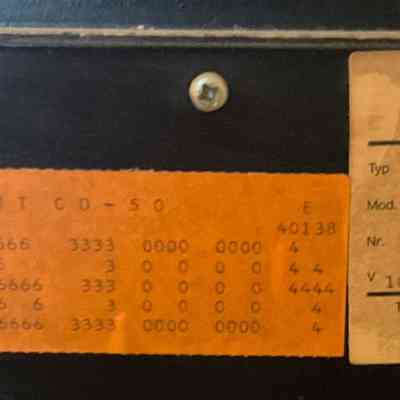 T CD-50 E
40138
666 3333 0000 0000 4
6 3 0 0 0 0 4 4
6666 333 0 0 0 0 4444
6 6 3 0 0 0 0 4
6666 3333 0000 0000 4
Typ
Mod.
Nr.
V